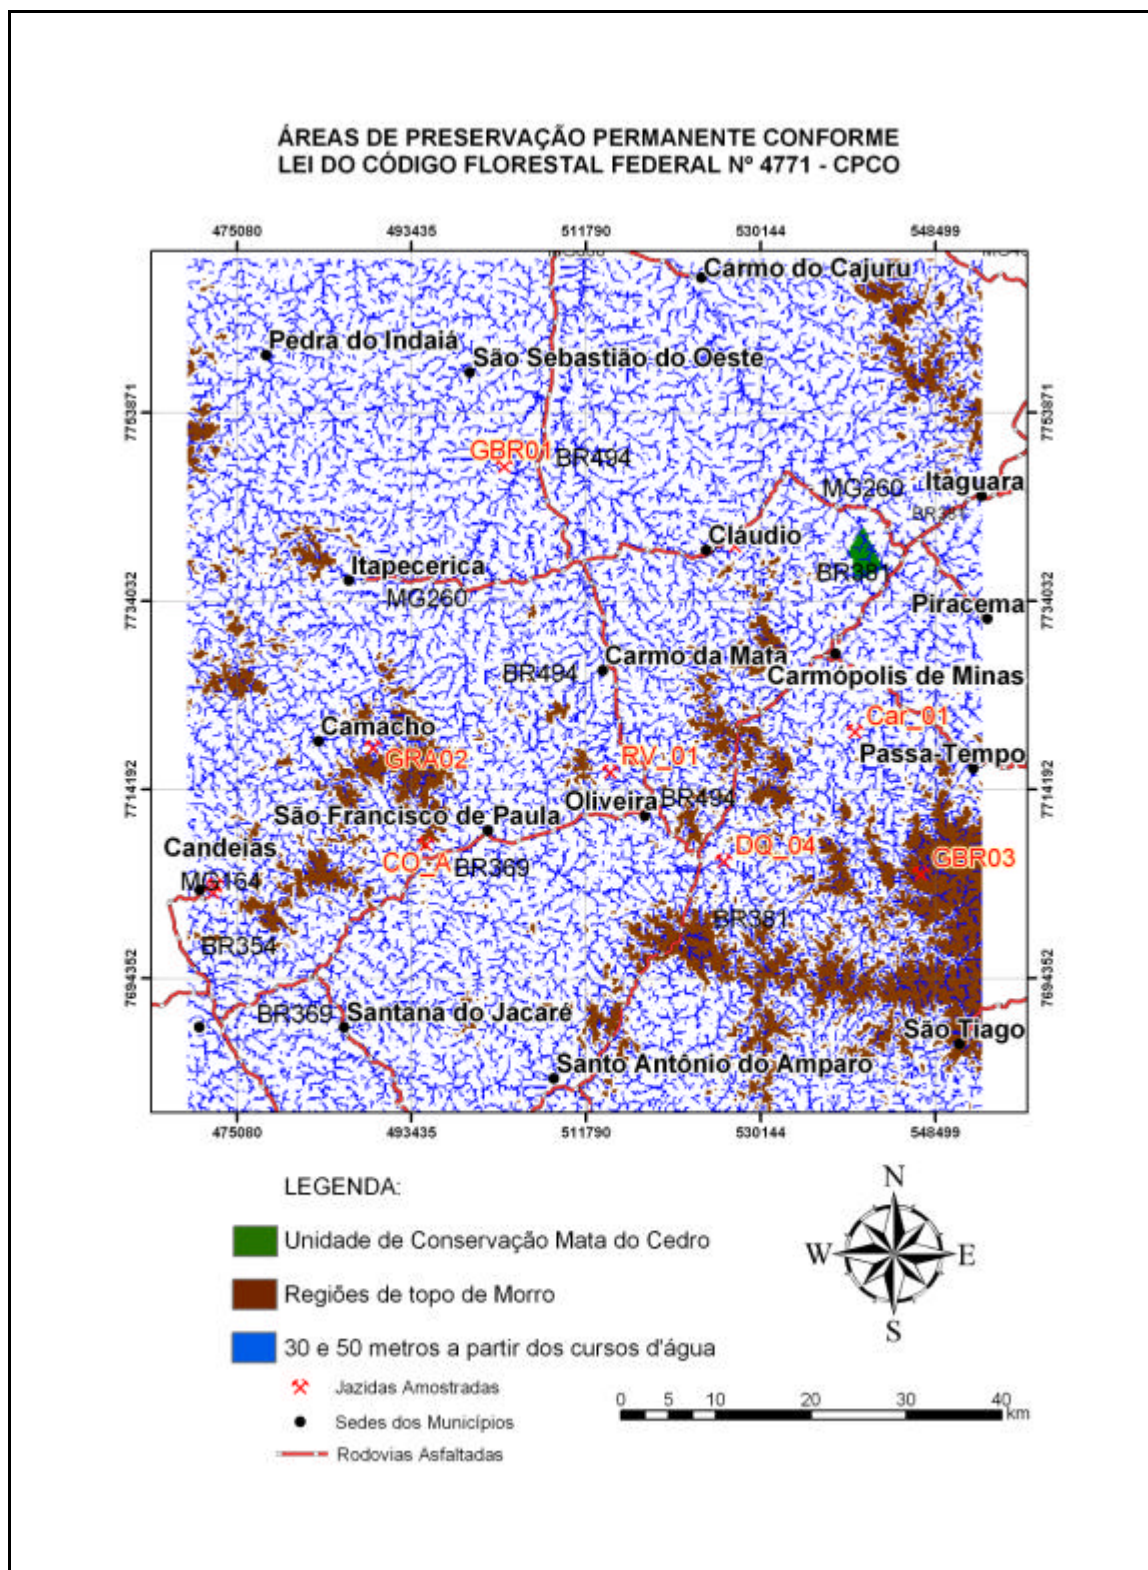 ÁREAS DE PRESERVAÇÃO PERMANENTE CONFORME
LEI DO CÓDIGO FLORESTAL FEDERAL Nº 4771 - CPCO
475080 493435 511790 530144 548499
Carmo do Cajuru
Pedra do Indaiá
São Sebastião do Oeste
7753871 7753871
GBR01
BR494
MG260
Itaguara
Cláudio
Itapecerica
BR381
MG260
7734032 7734032
Piracema
Carmo da Mata
BR494
Carmópolis de Minas
Camacho
Car_01
GRA02
RV_01
Passa-Tempo
7714192 7714192
Oliveira
BR494
São Francisco de Paula
Candeias
CO_A
BR369
DQ_04
GBR03
MG164
BR381
BR354
7694352 7694352
BR369
Santana do Jacaré
São Tiago
Santo Antônio do Amparo
475080 493435 511790 530144 548499
LEGENDA:
Unidade de Conservação Mata do Cedro
Regiões de topo de Morro
30 e 50 metros a partir dos cursos d'água
Jazidas Amostradas
Sedes dos Municípios
Rodovias Asfaltadas
N
W E
S
0 5 10 20 30 40
km